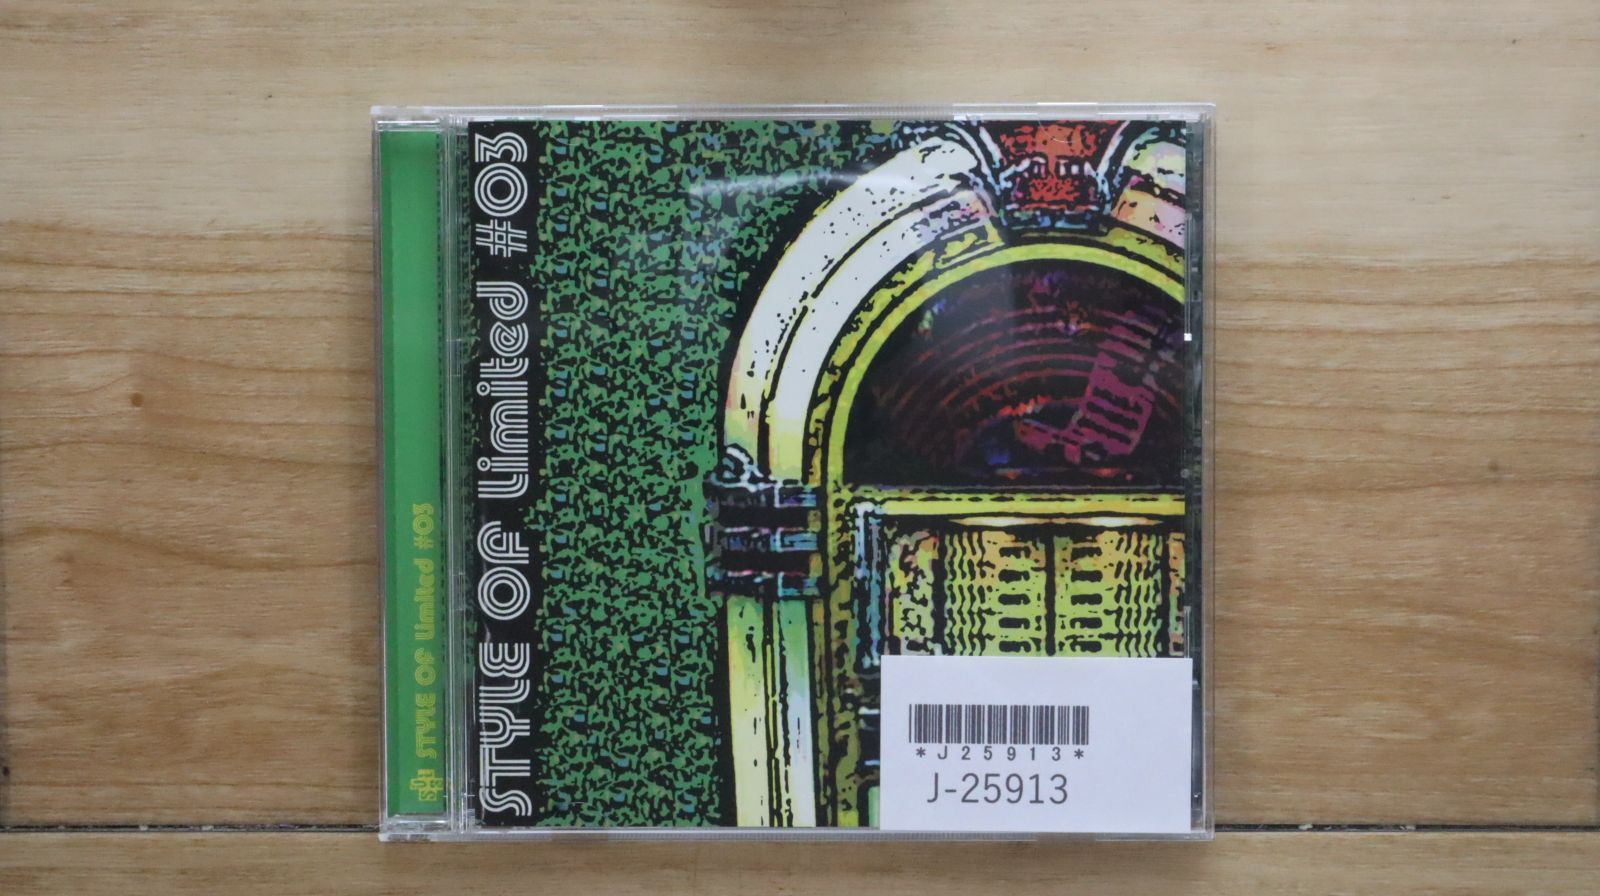 STYLE OF Limited #03
STYLE OF Limited #03
*J25913*
J-25913